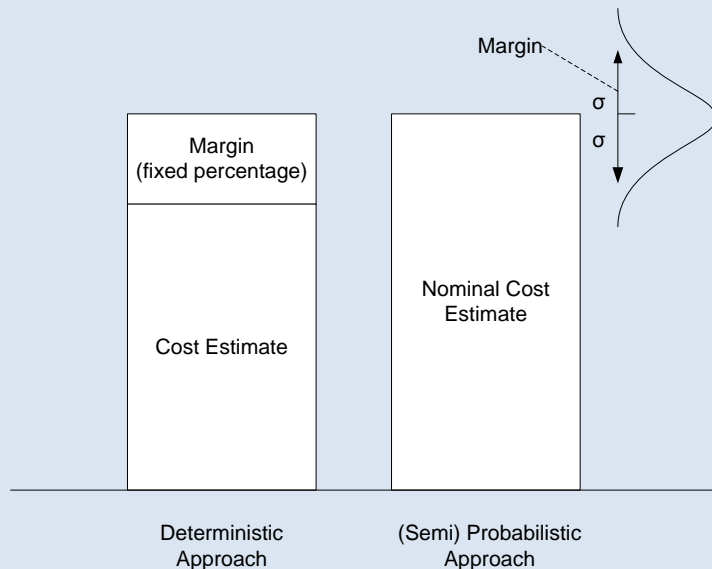 Margin
σ
σ
Margin
(fixed percentage)
Cost Estimate
Nominal Cost
Estimate
Deterministic
Approach
(Semi) Probabilistic
Approach